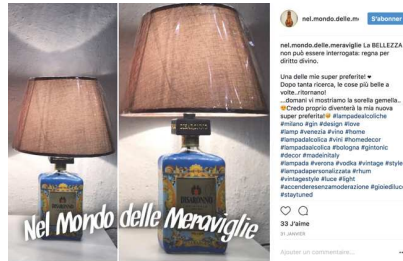 DISARONNO
DISARONNO
Nel Mondo delle Meraviglie
nel.mondo.delle.m
S'abonner
nel.mondo.delle.meraviglie La BELLEZZA
non può essere interrogata: regna per
diritto divino.
Una delle mie super preferite! ❤
Dopo tanta ricerca, le cose più belle a
volte..ritornano!
...domani vi mostriamo la sorella gemella..
😍Credo proprio diventerà la mia nuova
super preferita!😍 #lampadealcoliche
#milano #gin #design #love
#lamp #venezia #vino #home
#lampadalcolica #vini #homedecor
#lampadaalcolica #bologna #gintonic
#decor #madeinitaly
#lampada #verona #vodka #vintage #style
#lampadapersonalizzata #rhum
#vintagestyle #luce #light
#accenderesenzamoderazione #gioiediluce
#staytuned
33 J'aime
31 JANVIER
Ajouter un commentaire...